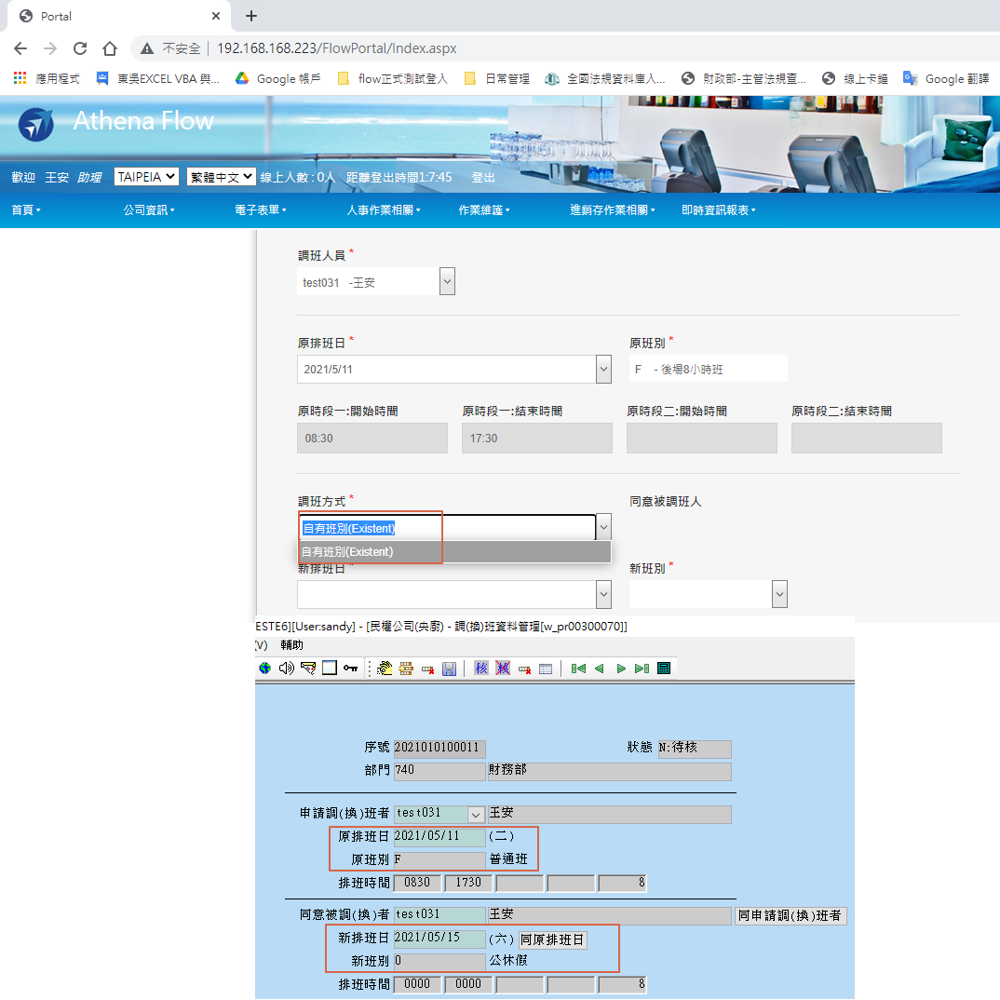 Portal
不安全 192.168.168.223/FlowPortal/Index.aspx
應用程式 東吳EXCEL VBA 與... Google 帳戶 flow正式測試登入 日常管理 全國法規資料庫入... 財政部-主管法規查... 線上卡鐘 Google 翻譯
Athena Flow
歡迎 王安 助理 TAIPEIA 繁體中文 線上人數 : 0人 距離登出時間1:7:45 登出
首頁 公司資訊 電子表單 人事作業相關 作業維護 進銷存作業相關 即時資訊報表
調班人員 *
test031 -王安
原排班日 * 原班別 *
2021/5/11 F - 後場8小時班
原時段一:開始時間 原時段一:結束時間 原時段二:開始時間 原時段二:結束時間
08:30 17:30
調班方式 * 同意被調班人
自有班別(Existent)
自有班別(Existent)
新排班日 * 新班別 *
ESTE6][User:sandy] - [民權公司(央廚) - 調(換)班資料管理[w_pr00300070]]
(V) 輔助
核 核
序號 2021010100011 狀態 N:待核
部門 740 財務部
申請調(換)班者 test031 王安
原排班日 2021/05/11 (二)
原班別 F 普通班
排班時間 0830 1730 8
同意被調(換)者 test031 王安 同申請調(換)班者
新排班日 2021/05/15 (六) 同原排班日
新班別 0 公休假
排班時間 0000 0000 8